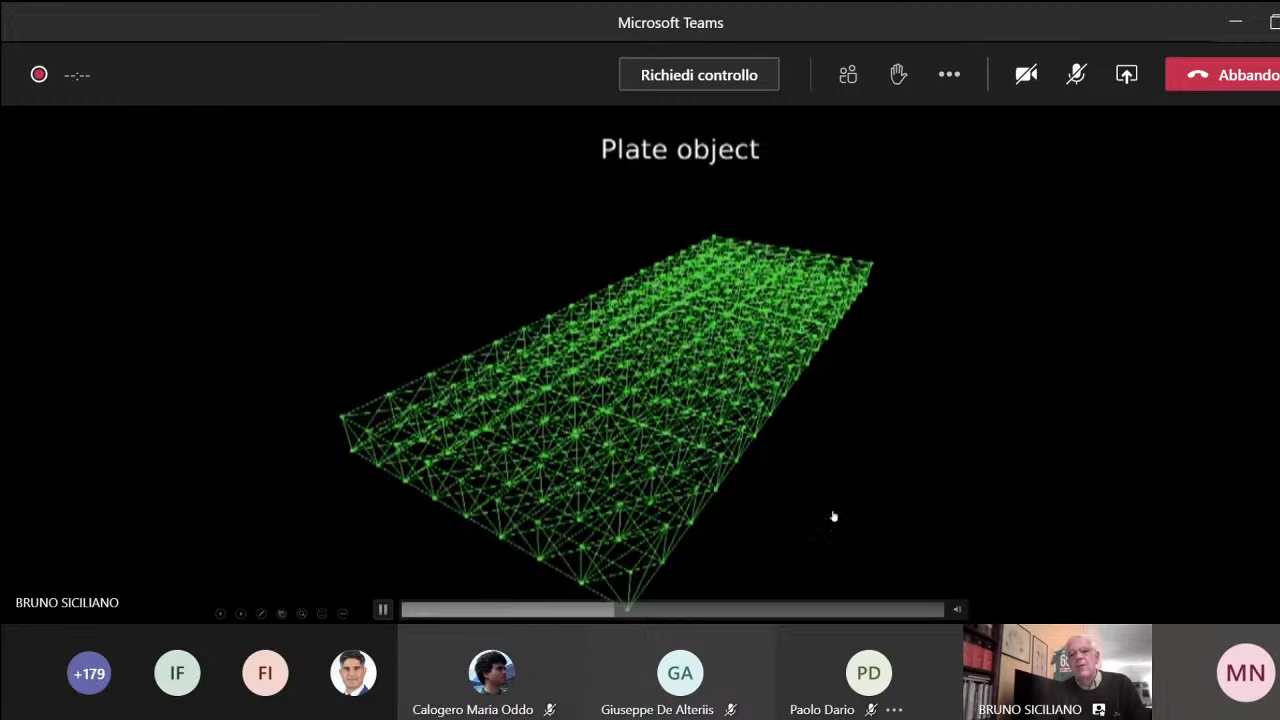 Microsoft Teams
--:--
Richiedi controllo
Abbando
Plate object
BRUNO SICILIANO
+179
IF
FI
GA
PD
MN
Calogero Maria Oddo
Giuseppe De Alteriis
Paolo Dario
BRUNO SICILIANO